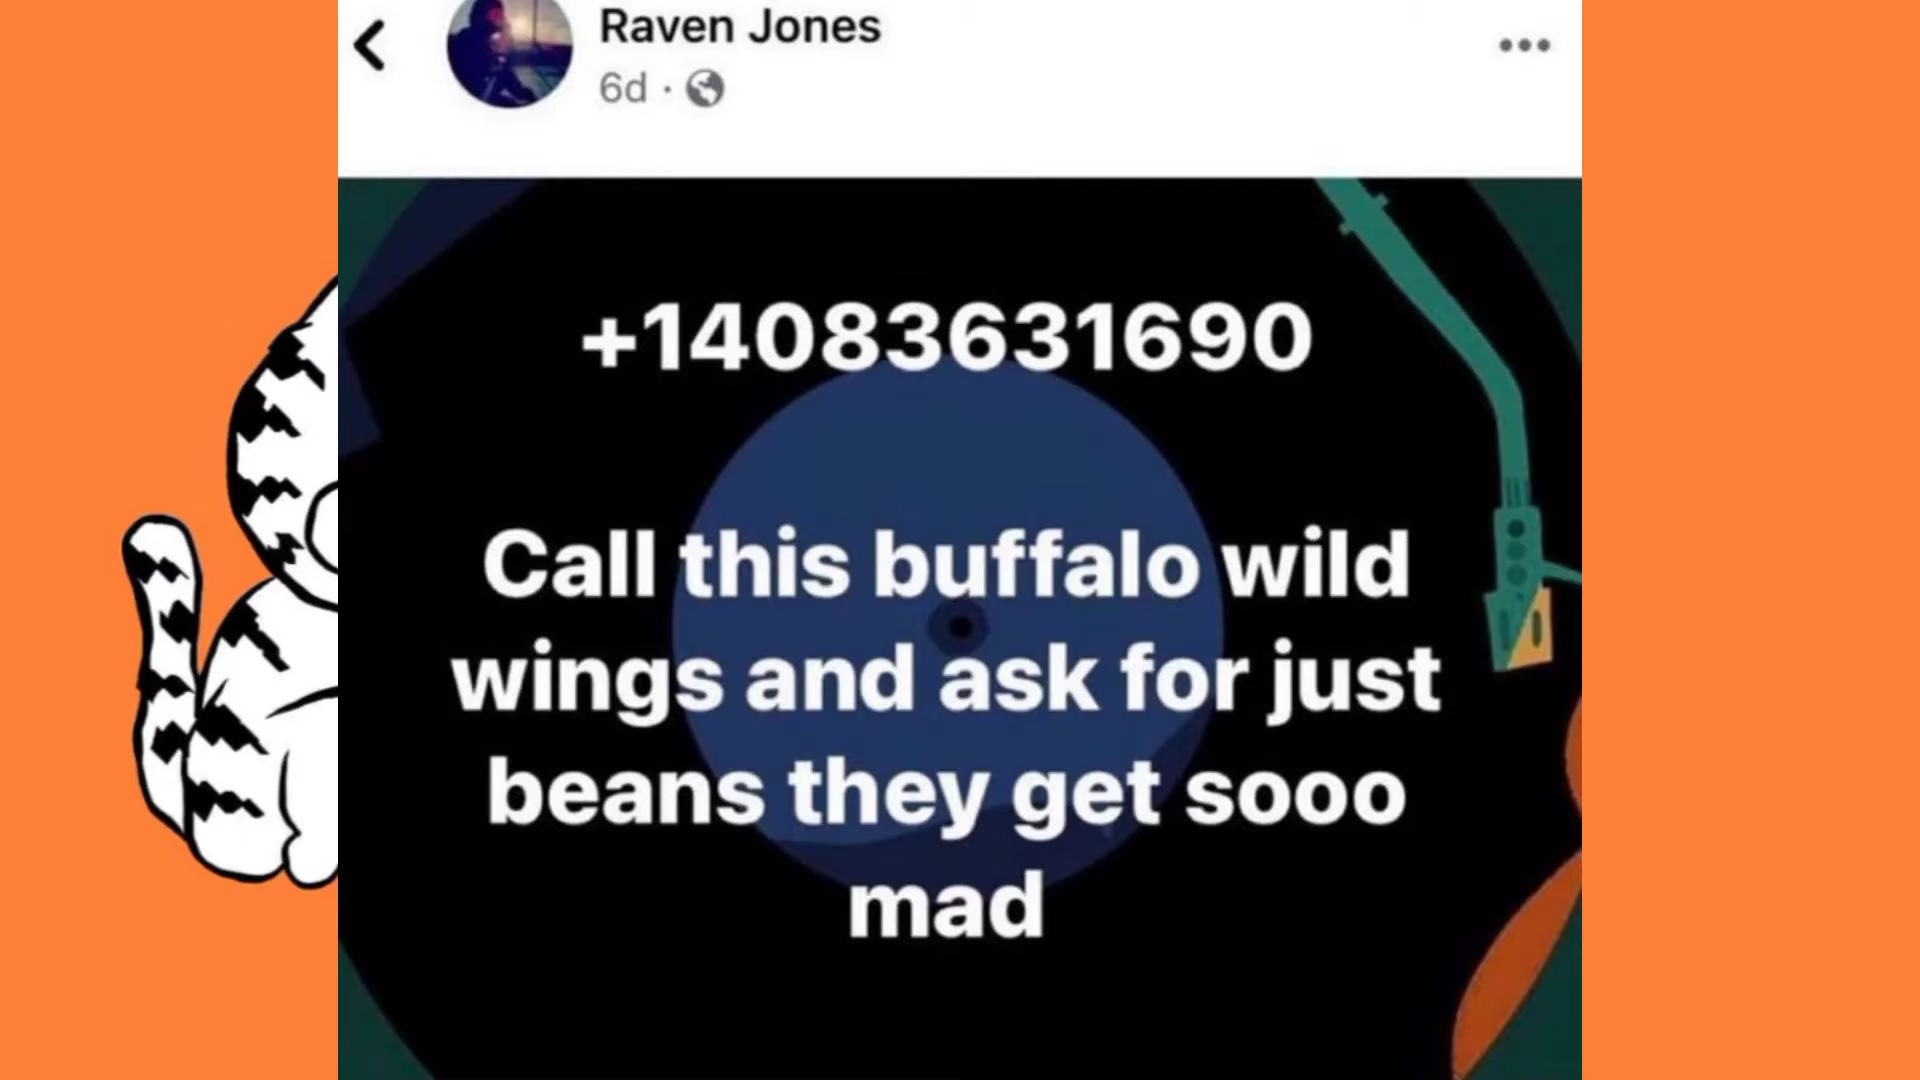 Raven Jones
6d ·
+14083631690
Call this buffalo wild
wings and ask for just
beans they get sooo
mad